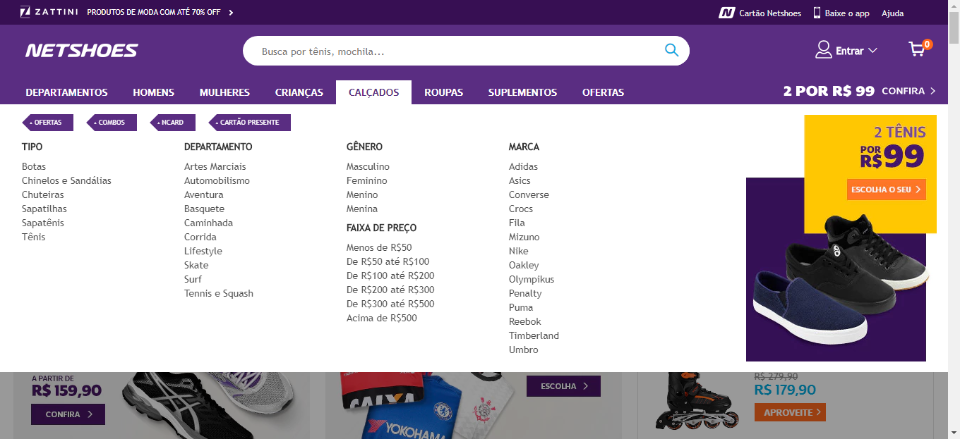 ZATTINI PRODUTOS DE MODA COM ATÉ 70% OFF
Cartão Netshoes Baixe o app Ajuda
NETSHOES
Busca por tênis, mochila...
Entrar
0
DEPARTAMENTOS HOMENS MULHERES CRIANÇAS CALÇADOS ROUPAS SUPLEMENTOS OFERTAS
2 POR R$ 99 CONFIRA
OFERTAS COMBOS NCARD CARTÃO PRESENTE
TIPO
Botas
Chinelos e Sandálias
Chuteiras
Sapatilhas
Sapatênis
Tênis
DEPARTAMENTO
Artes Marciais
Automobilismo
Aventura
Basquete
Caminhada
Corrida
Lifestyle
Skate
Surf
Tennis e Squash
GÊNERO
Masculino
Feminino
Menino
Menina
FAIXA DE PREÇO
Menos de R$50
De R$50 até R$100
De R$100 até R$200
De R$200 até R$300
De R$300 até R$500
Acima de R$500
MARCA
Adidas
Asics
Converse
Crocs
Fila
Mizuno
Nike
Oakley
Olympikus
Penalty
Puma
Reebok
Timberland
Umbro
2 TÊNIS
POR R$ 99
ESCOLHA O SEU
A PARTIR DE
R$ 159,90
CONFIRA
CAIXA
YOKOHAMA
ESCOLHA
R$ 279,90
R$ 179,90
APROVEITE